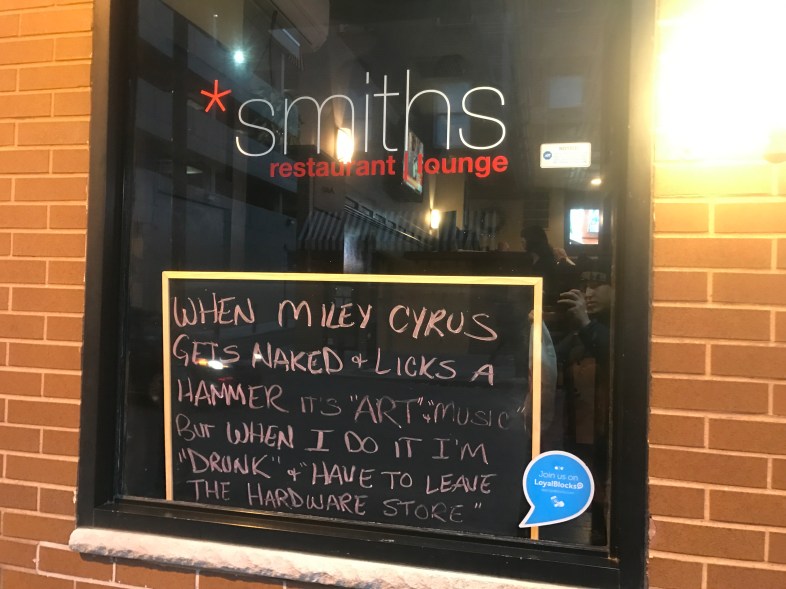 *smiths
restaurant | lounge
WHEN MILEY CYRUS
GETS NAKED & LICKS A
HAMMER IT'S "ART" & "MUSIC"
BUT WHEN I DO IT I'M
"DRUNK" & "HAVE TO LEAVE
THE HARDWARE STORE"
Join us on
LoyalBlocks